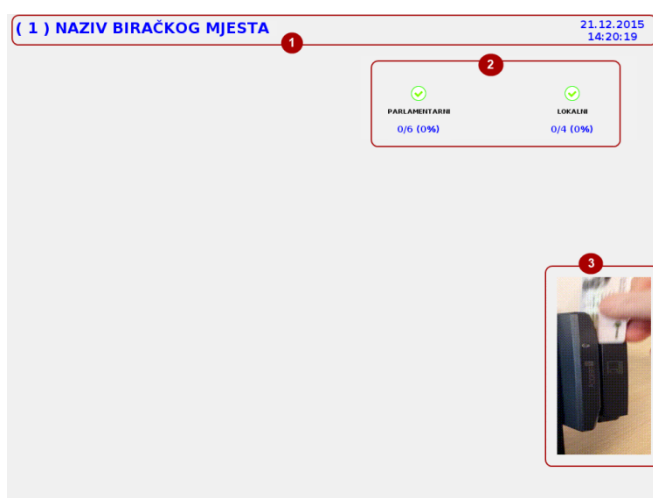 ( 1 ) NAZIV BIRAČKOG MJESTA
21.12.2015
14:20:19
1
2
PARLAMENTARNI
LOKALNI
0/6 (0%)
0/4 (0%)
3